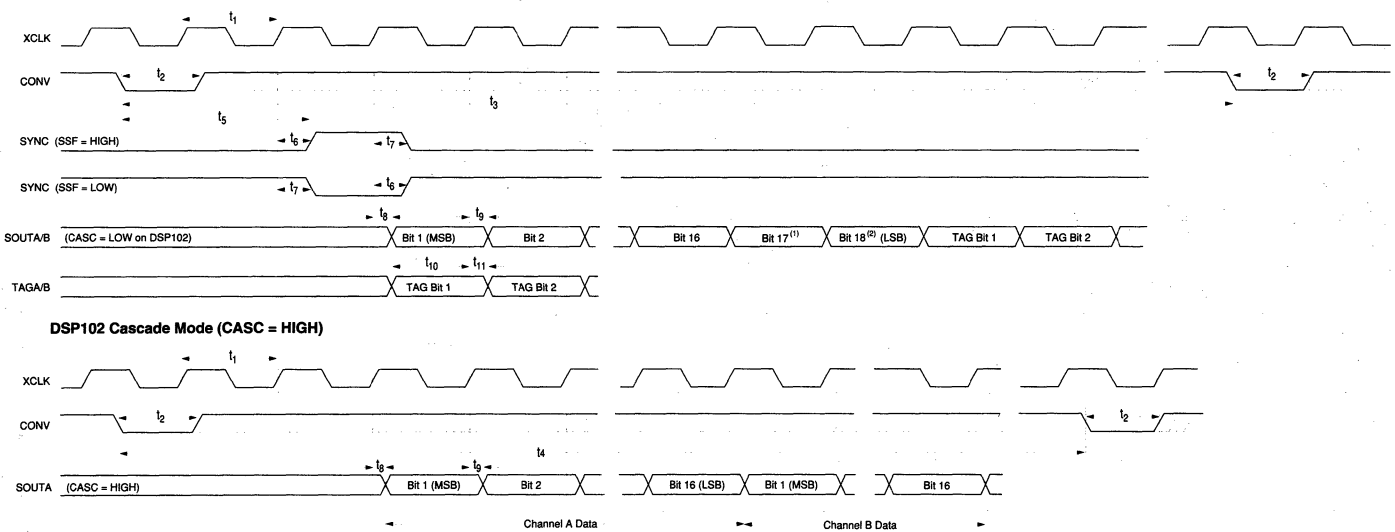 t1
XCLK
t2
t2
CONV
t3
t5
SYNC (SSF = HIGH)
t6
t7
SYNC (SSF = LOW)
t7
t6
t8
t9
SOUTA/B
(CASC = LOW on DSP102)
Bit 1 (MSB)
Bit 2
Bit 16
Bit 17(1)
Bit 18(2) (LSB)
TAG Bit 1
TAG Bit 2
t10
t11
TAGA/B
TAG Bit 1
TAG Bit 2
DSP102 Cascade Mode (CASC = HIGH)
t1
XCLK
t2
t2
CONV
t4
t8
t9
SOUTA
(CASC = HIGH)
Bit 1 (MSB)
Bit 2
Bit 16 (LSB)
Bit 1 (MSB)
Bit 16
Channel A Data
Channel B Data